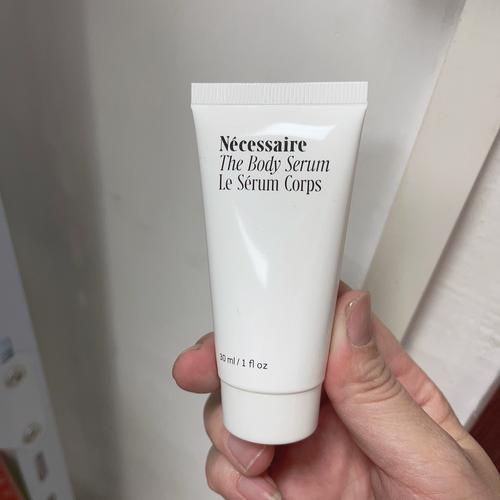 Nécessaire
The Body Serum
Le Sérum Corps
30 ml / 1 fl oz